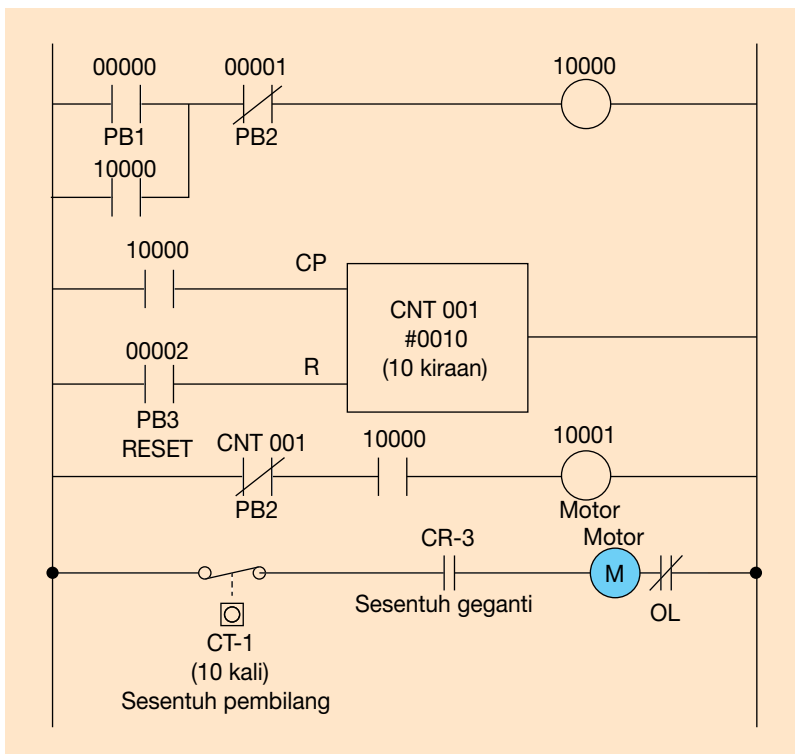 00000 00001 10000
PB1 PB2
10000
10000
CP
CNT 001
#0010
(10 kiraan)
00002
R
PB3
RESET
CNT 001 10000 10001
PB2
Motor
CR-3
Motor
M
Sesentuh geganti
OL
CT-1
(10 kali)
Sesentuh pembilang